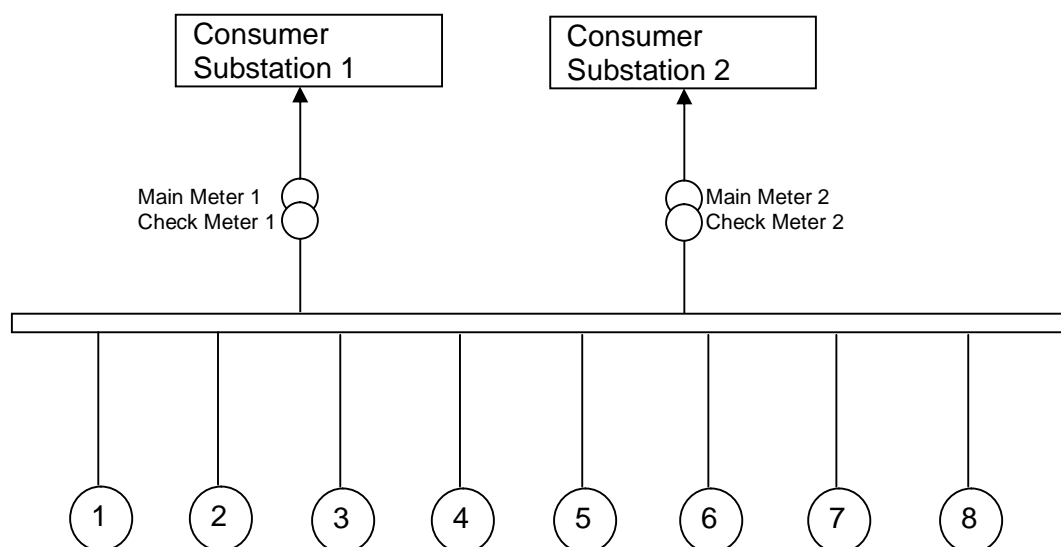 Consumer
Substation 1
Consumer
Substation 2
Main Meter 1
Check Meter 1
Main Meter 2
Check Meter 2
1
2
3
4
5
6
7
8